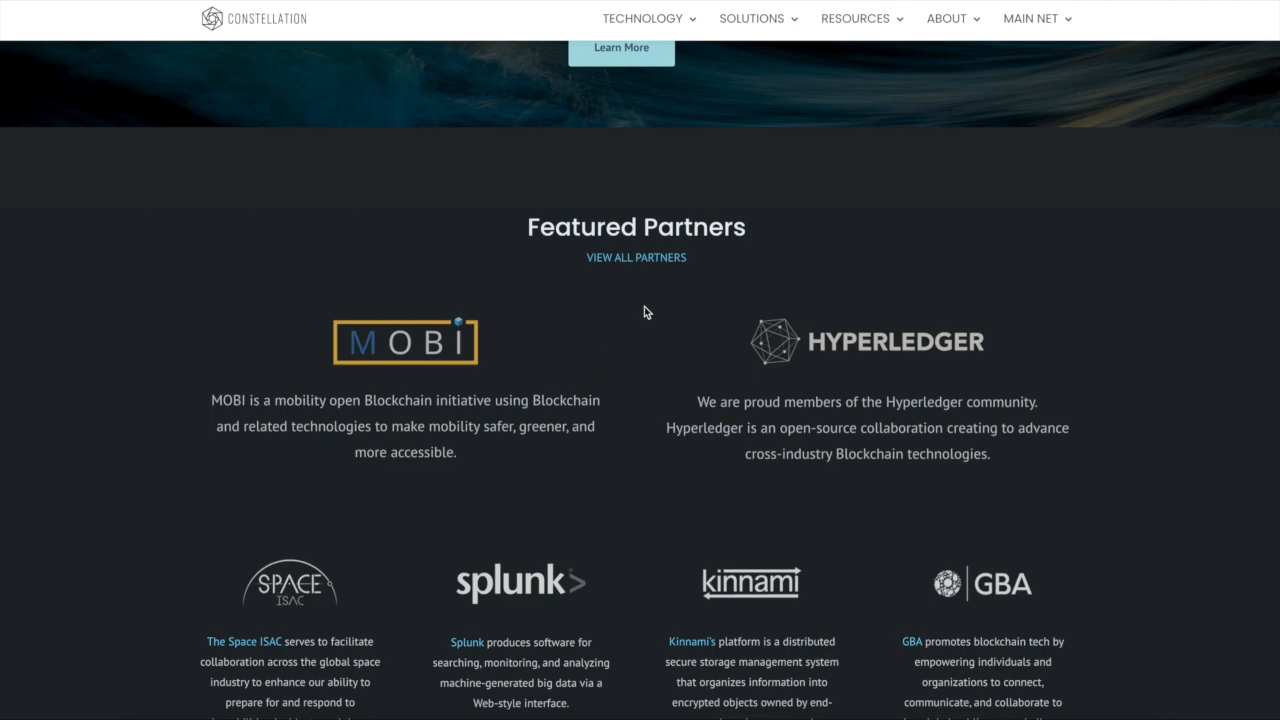 CONSTELLATION
TECHNOLOGY SOLUTIONS RESOURCES ABOUT MAIN NET
Learn More
Featured Partners
VIEW ALL PARTNERS
MOBI
MOBI is a mobility open Blockchain initiative using Blockchain
and related technologies to make mobility safer, greener, and
more accessible.
HYPERLEDGER
We are proud members of the Hyperledger community.
Hyperledger is an open-source collaboration creating to advance
cross-industry Blockchain technologies.
SPACE
ISAC
The Space ISAC serves to facilitate
collaboration across the global space
industry to enhance our ability to
prepare for and respond to
splunk>
Splunk produces software for
searching, monitoring, and analyzing
machine-generated big data via a
Web-style interface.
kinnami
Kinnami's platform is a distributed
secure storage management system
that organizes information into
encrypted objects owned by end-
GBA
GBA promotes blockchain tech by
empowering individuals and
organizations to connect,
communicate, and collaborate to